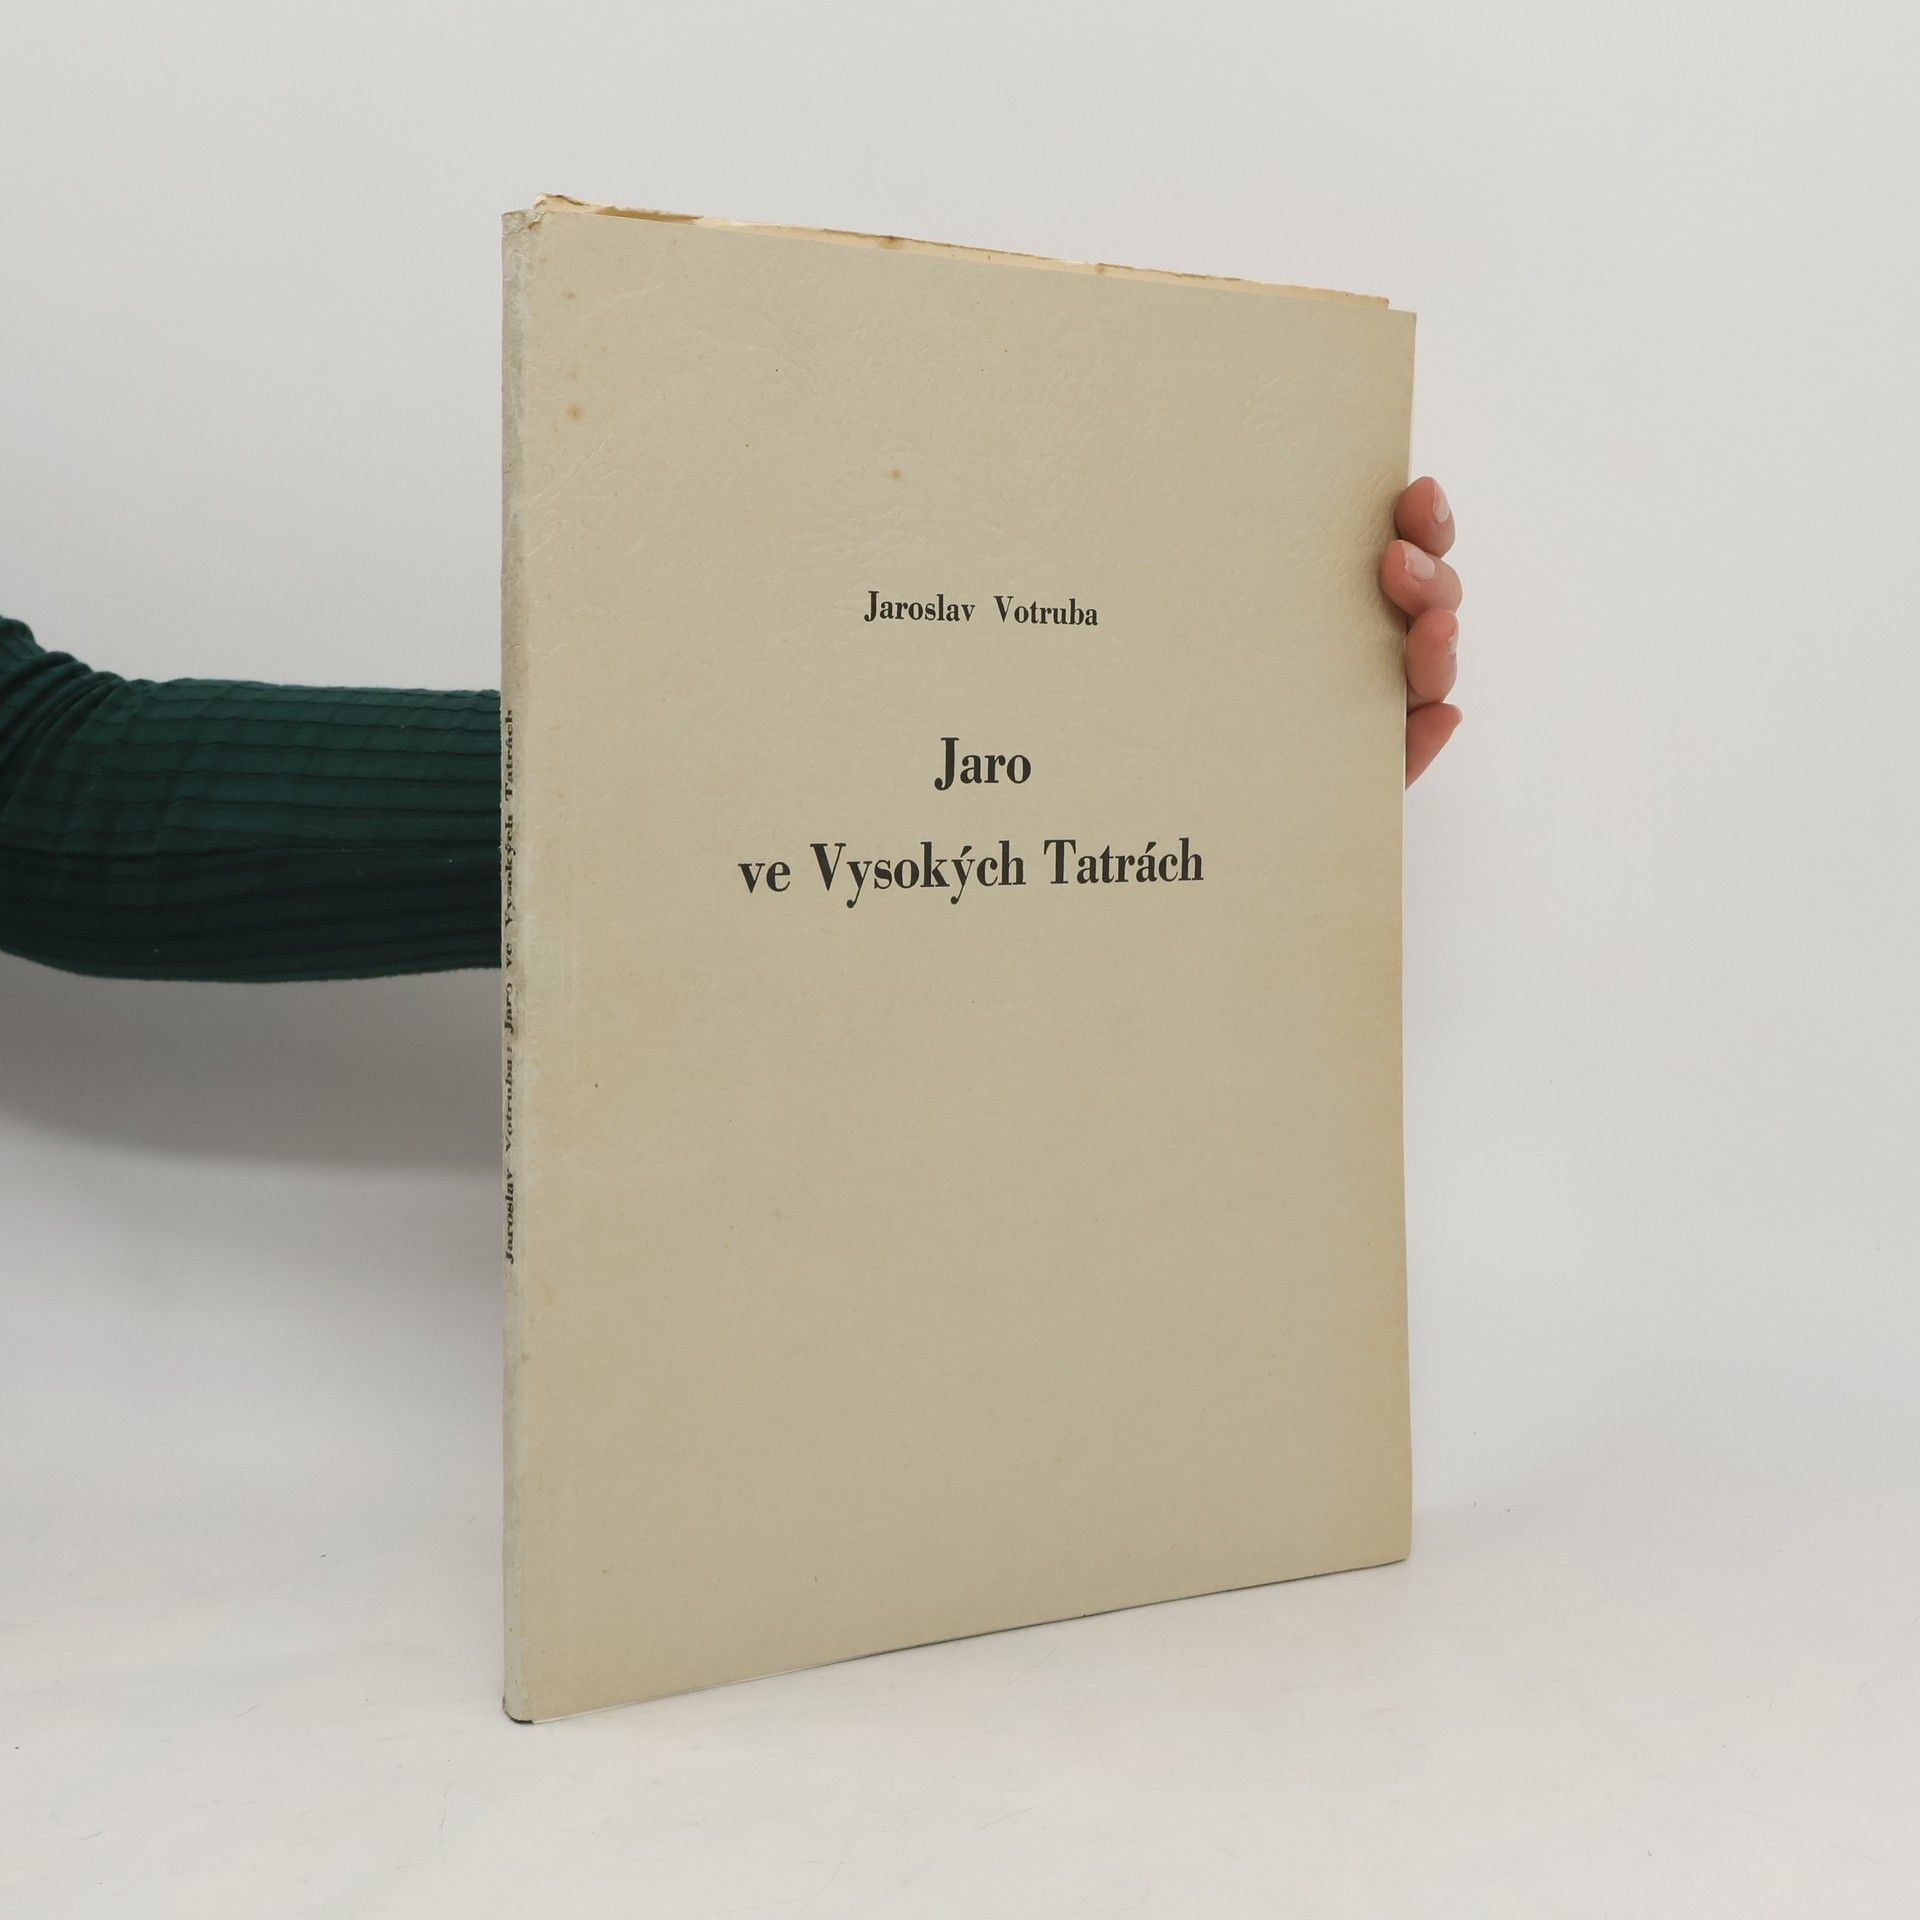 Jaroslav Votruba
Jaro
ve Vysokých Tatrách
Jaroslav Votruba: Jaro ve Vysokých Tatrách